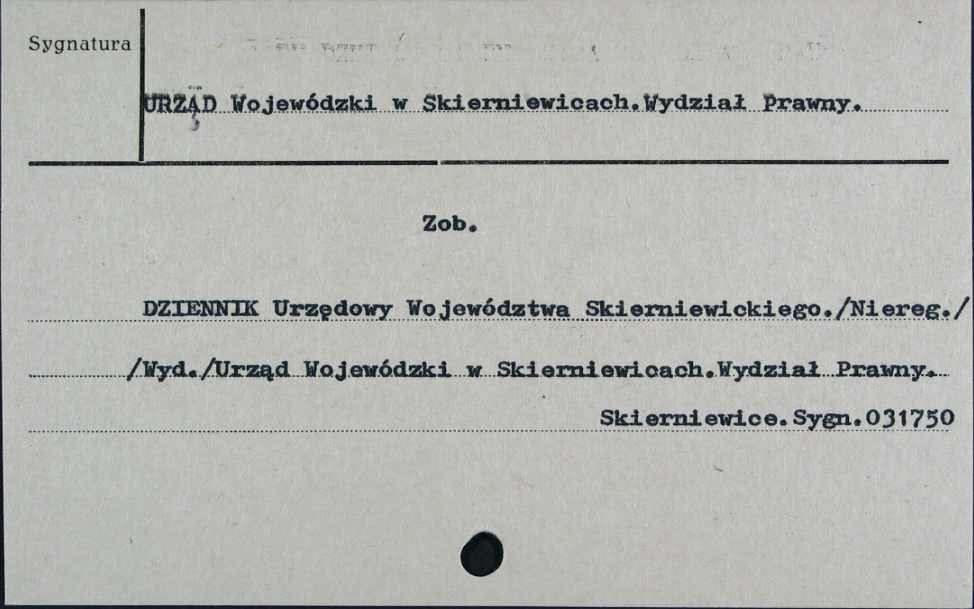 Sygnatura
URZĄD Wojewódzki w Skierniewicach.Wydział Prawny.
Zob.
DZIENNIK Urzędowy Województwa Skierniewickiego./Niereg./
/Wyd./Urząd Wojewódzki w Skierniewicach.Wydział Prawny.
Skierniewice.Sygn.031750